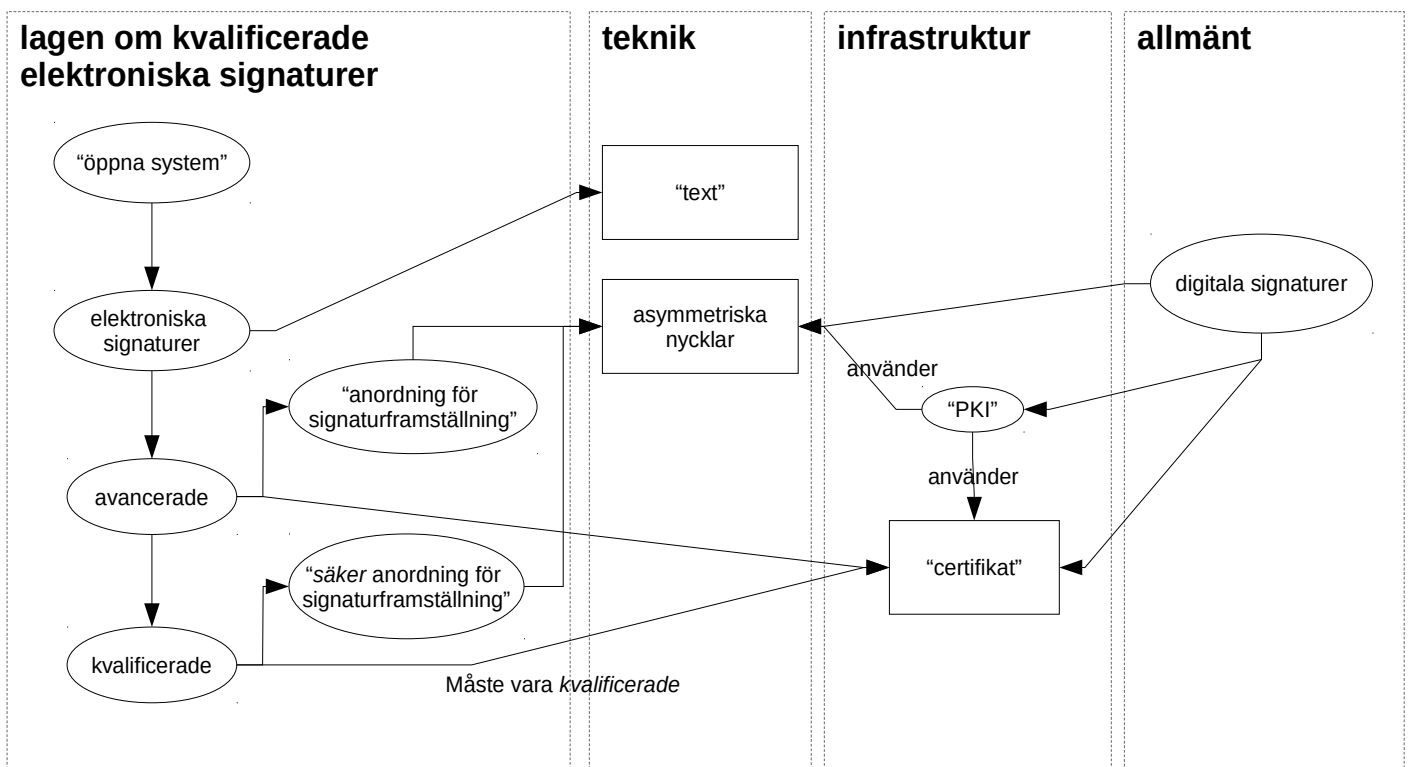 lagen om kvalificerade
elektroniska signaturer
teknik
infrastruktur
allmänt
“öppna system”
“text”
elektroniska
signaturer
asymmetriska
nycklar
digitala signaturer
använder
“anordning för
signaturframställning”
“PKI”
använder
avancerade
“säker anordning för
signaturframställning”
“certifikat”
kvalificerade
Måste vara kvalificerade